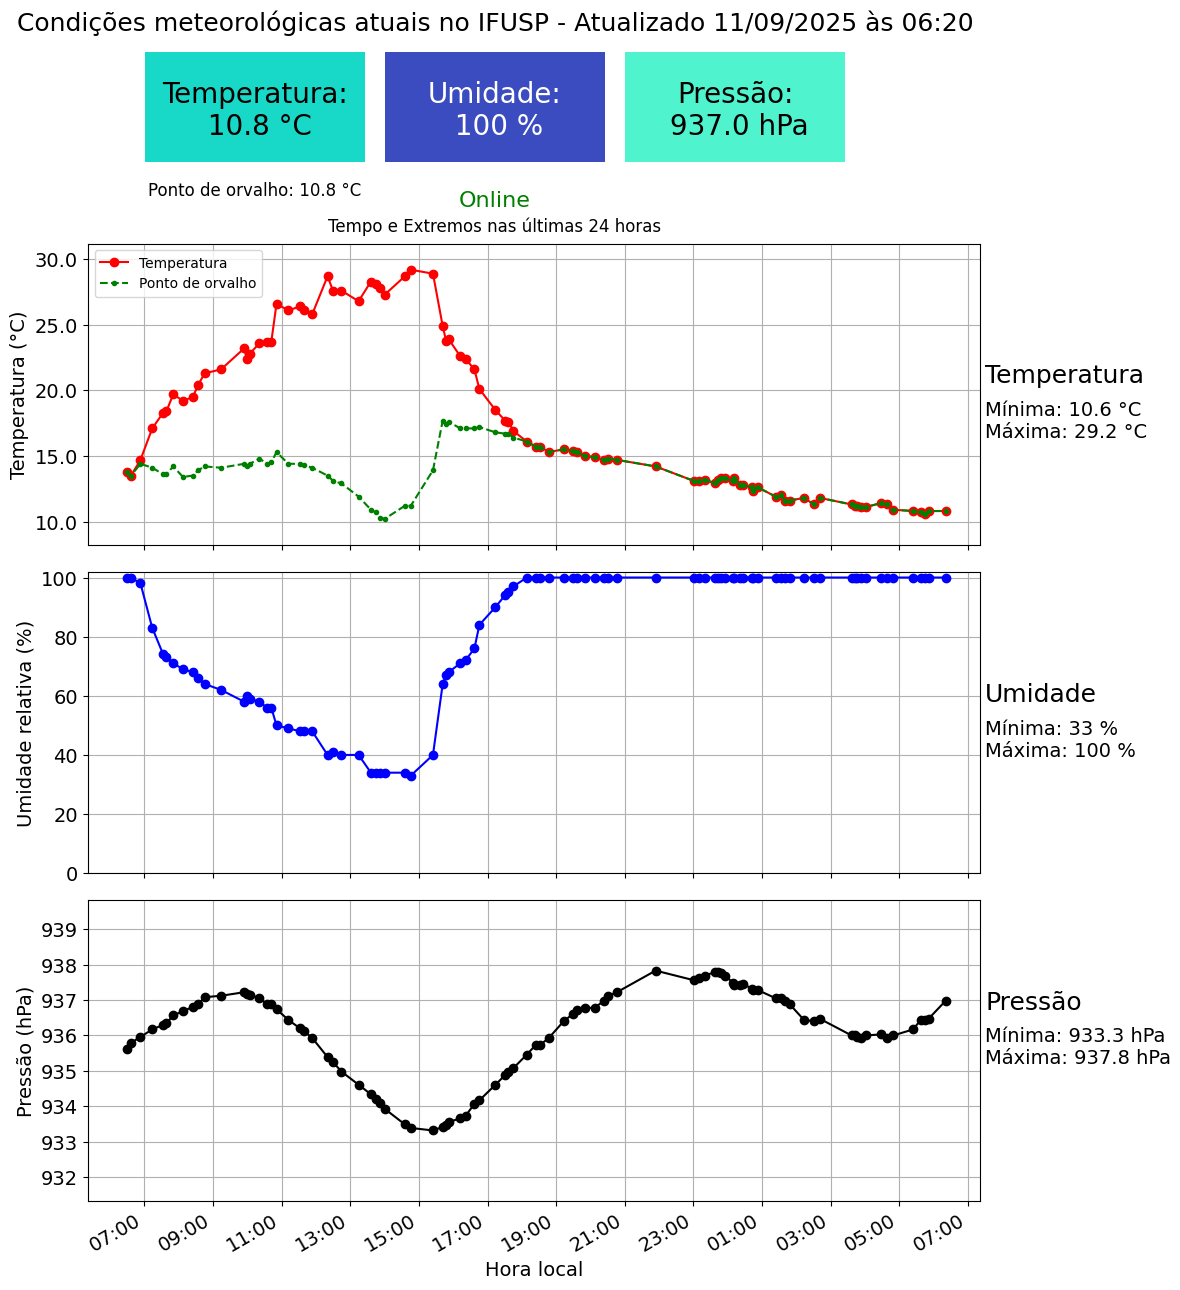 Condições meteorológicas atuais no IFUSP - Atualizado 11/09/2025 às 06:20
Temperatura:
10.8 °C
Umidade:
100 %
Pressão:
937.0 hPa
Ponto de orvalho: 10.8 °C
Online
Tempo e Extremos nas últimas 24 horas
Temperatura
Ponto de orvalho
Temperatura (°C)
30.0
25.0
20.0
15.0
10.0
Temperatura
Mínima: 10.6 °C
Máxima: 29.2 °C
Umidade relativa (%)
100
80
60
40
20
0
Umidade
Mínima: 33 %
Máxima: 100 %
Pressão (hPa)
939
938
937
936
935
934
933
932
Pressão
Mínima: 933.3 hPa
Máxima: 937.8 hPa
07:00 09:00 11:00 13:00 15:00 17:00 19:00 21:00 23:00 01:00 03:00 05:00 07:00
Hora local